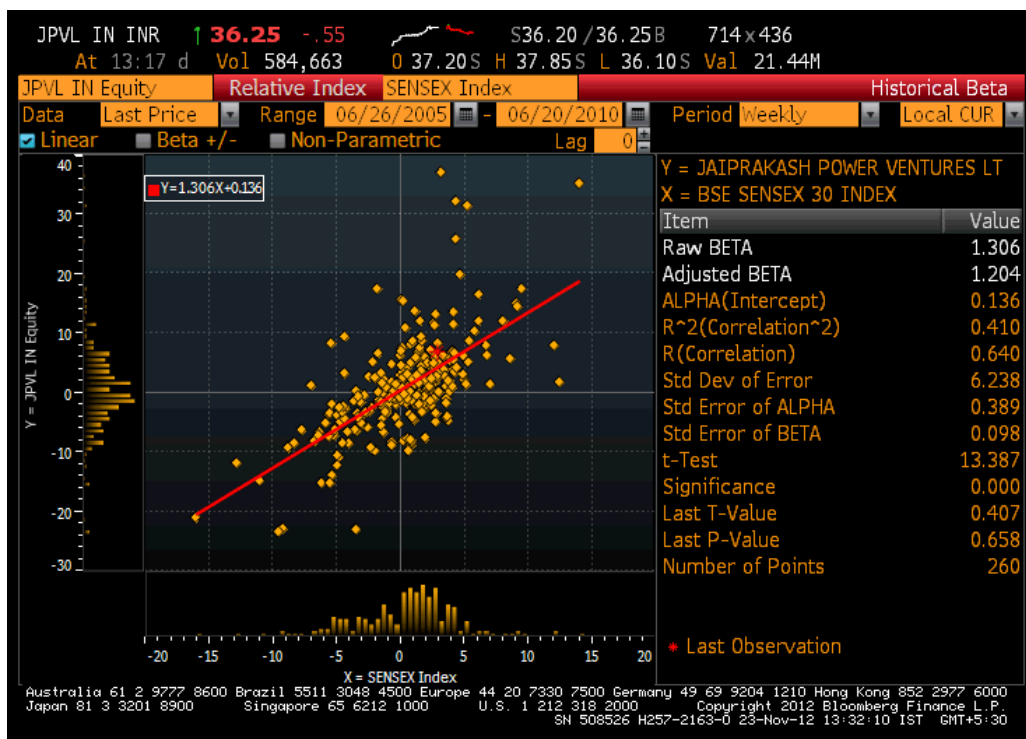 JPVL IN INR ↑ 36.25 -.55 S36.20/36.25B 714x436
At 13:17 d Vol 584,663 O 37.20S H 37.85S L 36.10S Val 21.44M
JPVL IN Equity Relative Index SENSEX Index Historical Beta
Data Last Price Range 06/26/2005 - 06/20/2010 Period Weekly Local CUR
Linear Beta +/- Non-Parametric Lag 0
Y = JAIPRAKASH POWER VENTURES LT
X = BSE SENSEX 30 INDEX
Item Value
Raw BETA 1.306
Adjusted BETA 1.204
ALPHA(Intercept) 0.136
R^2(Correlation^2) 0.410
R(Correlation) 0.640
Std Dev of Error 6.238
Std Error of ALPHA 0.389
Std Error of BETA 0.098
t-Test 13.387
Significance 0.000
Last T-Value 0.407
Last P-Value 0.658
Number of Points 260
* Last Observation
Y=1.306X+0.136
40
30
20
10
0
-10
-20
-30
Y = JPVL IN Equity
-20 -15 -10 -5 0 5 10 15 20
X = SENSEX Index
Australia 61 2 9777 8600 Brazil 5511 3048 4500 Europe 44 20 7330 7500 Germany 49 69 9204 1210 Hong Kong 852 2977 6000
Japan 81 3 3201 8900 Singapore 65 6212 1000 U.S. 1 212 318 2000 Copyright 2012 Bloomberg Finance L.P.
SN 508526 H257-2163-0 23-Nov-12 13:32:10 IST GMT+5:30